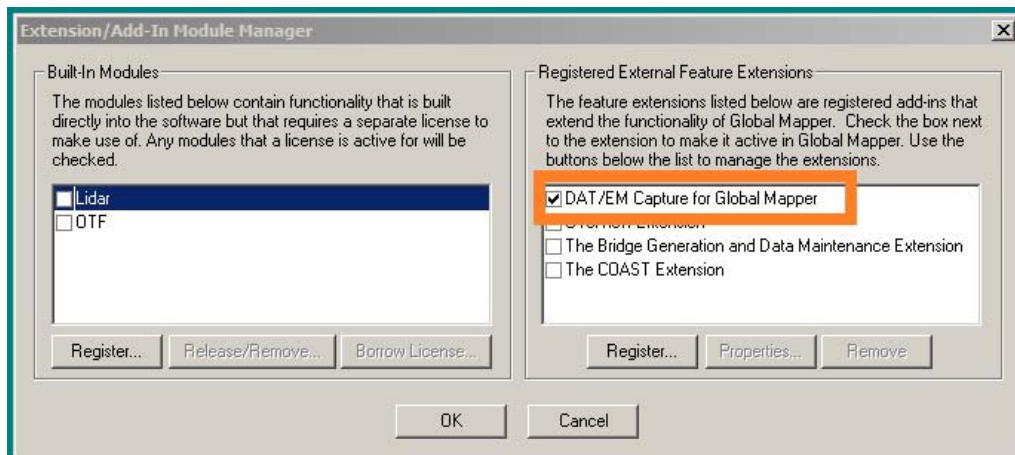 Extension/Add-In Module Manager
Built-In Modules
The modules listed below contain functionality that is built
directly into the software but that requires a separate license to
make use of. Any modules that a license is active for will be
checked.
Lidar
OTF
Register...
Release/Remove...
Borrow License...
Registered External Feature Extensions
The feature extensions listed below are registered add-ins that
extend the functionality of Global Mapper. Check the box next
to the extension to make it active in Global Mapper. Use the
buttons below the list to manage the extensions.
DAT/EM Capture for Global Mapper
Extension
The Bridge Generation and Data Maintenance Extension
The COAST Extension
Register...
Properties...
Remove
OK
Cancel